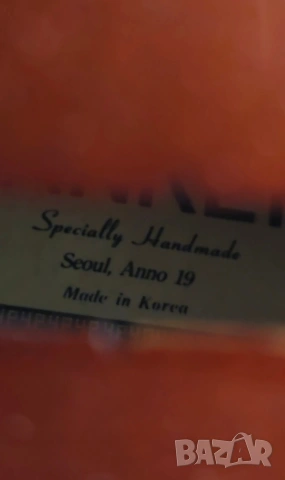 Specially Handmade
Seoul, Anno 19
Made in Korea
BAZAR